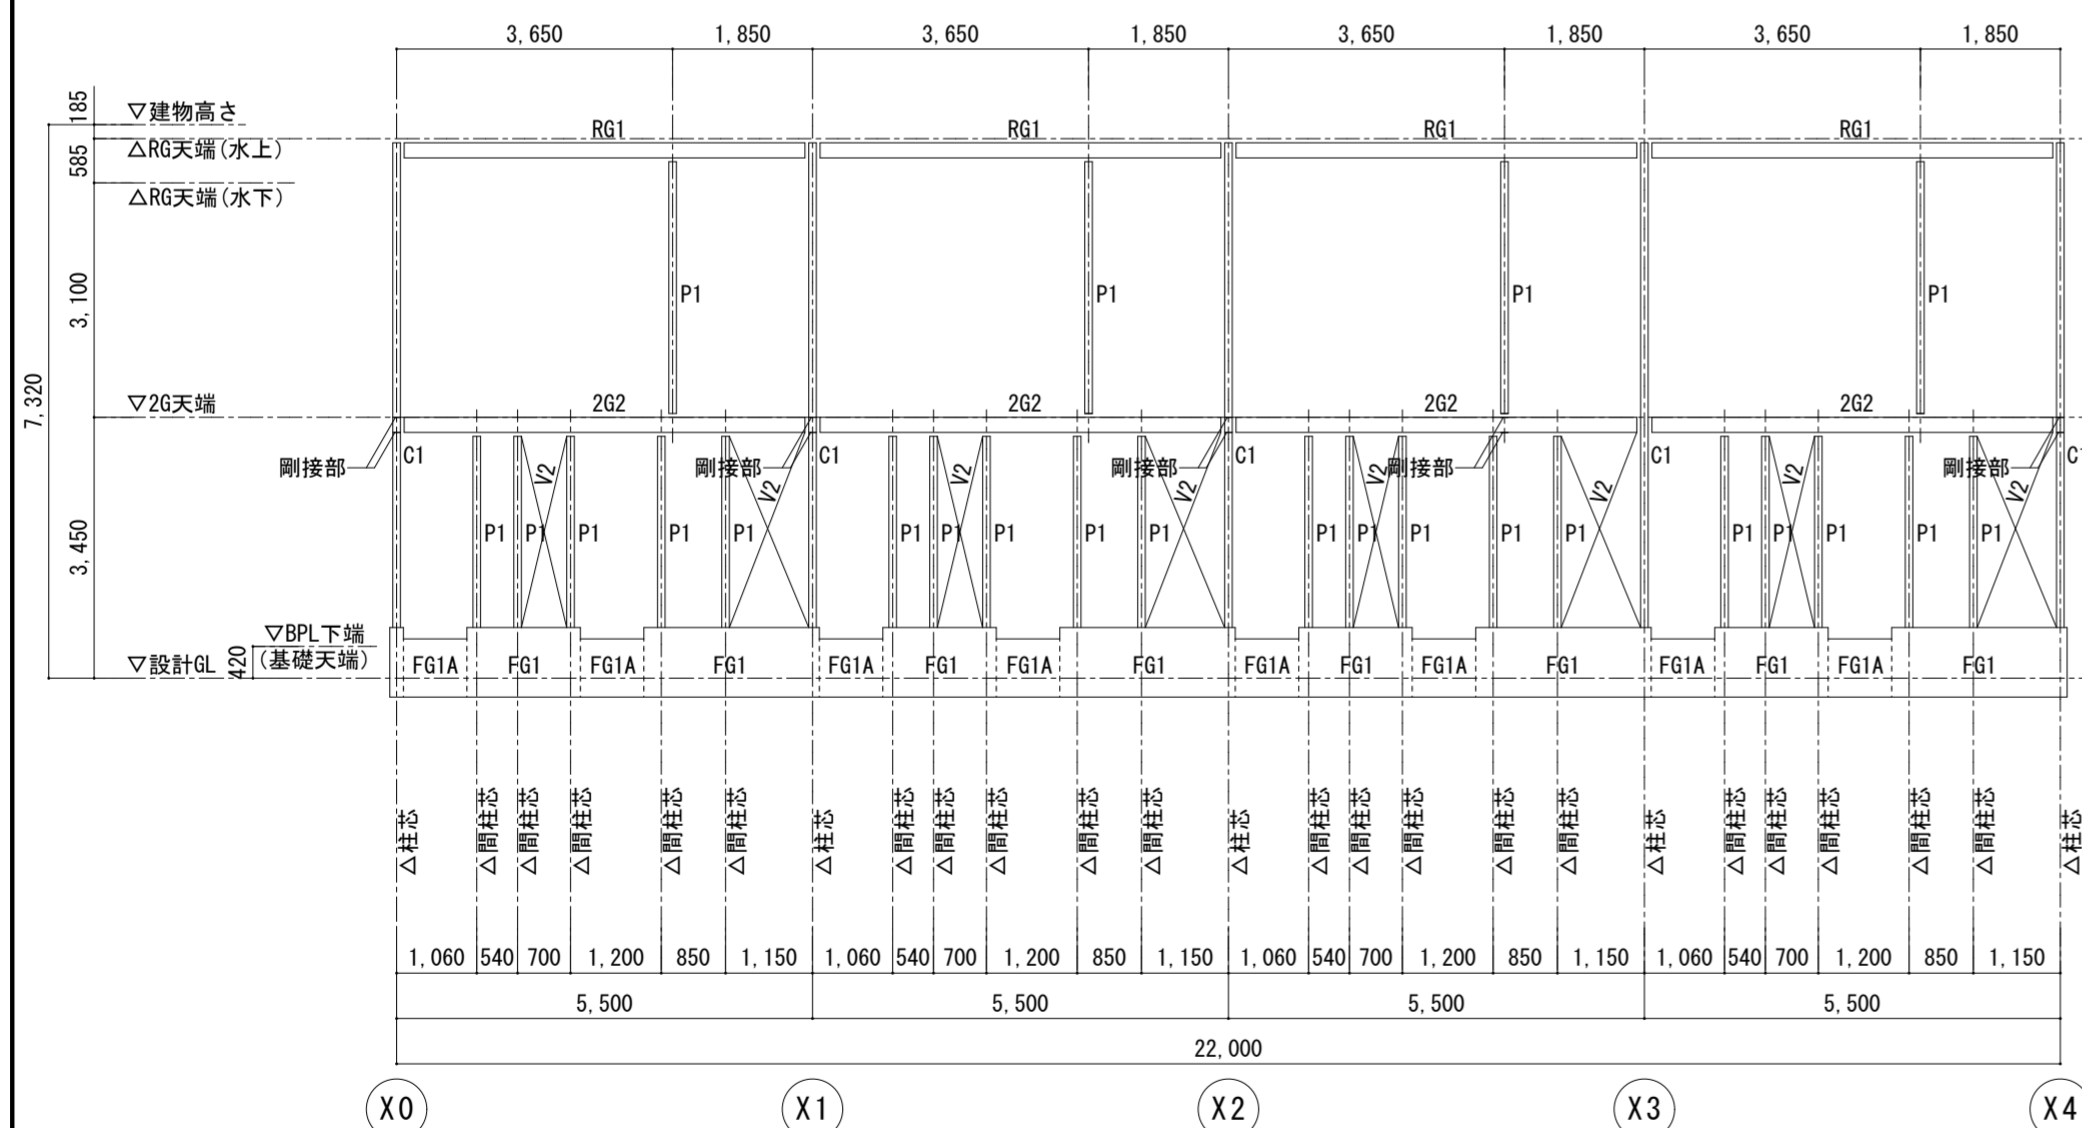 3,650 1,850 3,650 1,850 3,650 1,850 3,650 1,850
185
▽建物高さ
RG1 RG1 RG1 RG1
△RG天端(水上)
585
△RG天端(水下)
3,100
P1 P1 P1 P1
7,320
▽2G天端
2G2 2G2 2G2 2G2
C1 C1 C1 C1 C1
剛接部 剛接部 剛接部 剛接部 剛接部
V2 V2 V2 V2 V2 V2 V2 V2
3,450
P1 P1 P1 P1 P1 P1 P1 P1 P1 P1 P1 P1 P1 P1 P1 P1 P1 P1 P1 P1
▽BPL下端
(基礎天端)
▽設計GL
420
FG1A FG1 FG1A FG1 FG1A FG1 FG1A FG1 FG1A FG1 FG1A FG1 FG1A FG1 FG1A FG1
△柱芯 △間柱芯 △間柱芯 △間柱芯 △間柱芯 △間柱芯 △柱芯 △間柱芯 △間柱芯 △間柱芯 △間柱芯 △間柱芯 △柱芯 △間柱芯 △間柱芯 △間柱芯 △間柱芯 △間柱芯 △柱芯 △間柱芯 △間柱芯 △間柱芯 △間柱芯 △間柱芯 △柱芯
1,060 540 700 1,200 850 1,150 1,060 540 700 1,200 850 1,150 1,060 540 700 1,200 850 1,150 1,060 540 700 1,200 850 1,150
5,500 5,500 5,500 5,500
22,000
X0 X1 X2 X3 X4